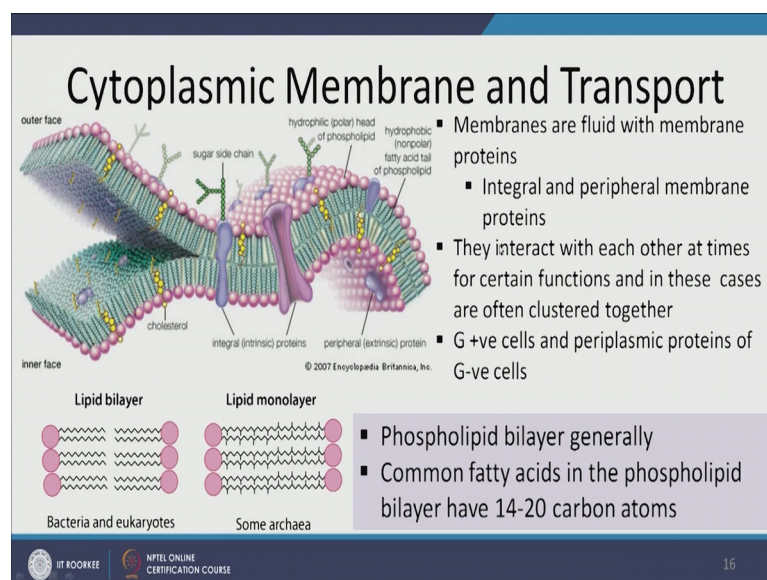 Cytoplasmic Membrane and Transport
outer face
sugar side chain
hydrophilic (polar) head
of phospholipid
hydrophobic
(nonpolar)
fatty acid tail
of phospholipid
cholesterol
integral (intrinsic) proteins
peripheral (extrinsic) protein
inner face
© 2007 Encyclopædia Britannica, Inc.
▪ Membranes are fluid with membrane
proteins
▪ Integral and peripheral membrane
proteins
▪ They interact with each other at times
for certain functions and in these cases
are often clustered together
▪ G +ve cells and periplasmic proteins of
G-ve cells
Lipid bilayer
Bacteria and eukaryotes
Lipid monolayer
Some archaea
▪ Phospholipid bilayer generally
▪ Common fatty acids in the phospholipid
bilayer have 14-20 carbon atoms
IIT ROORKEE
NPTEL ONLINE
CERTIFICATION COURSE
16